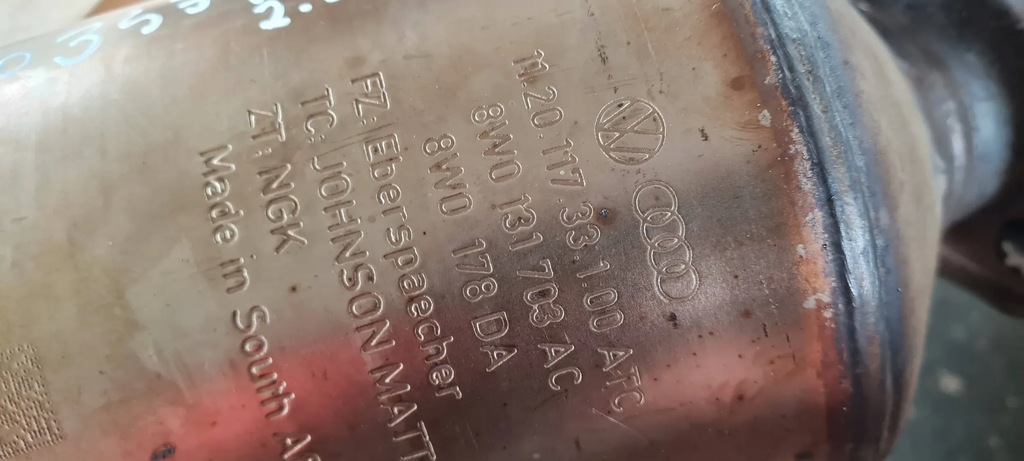 11.20 117.33.1.00 ATC
8W0 131 703 AC
8W0 178 DA
FZ: Eberspaecher
TC: JOHNSON
ZT: NGK
Made in South